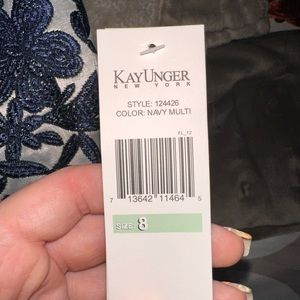 KAYUNGER
NEW YORK
STYLE: 124426
COLOR: NAVY MULTI
FL_12
7 13642 11464 5
SIZE: 8